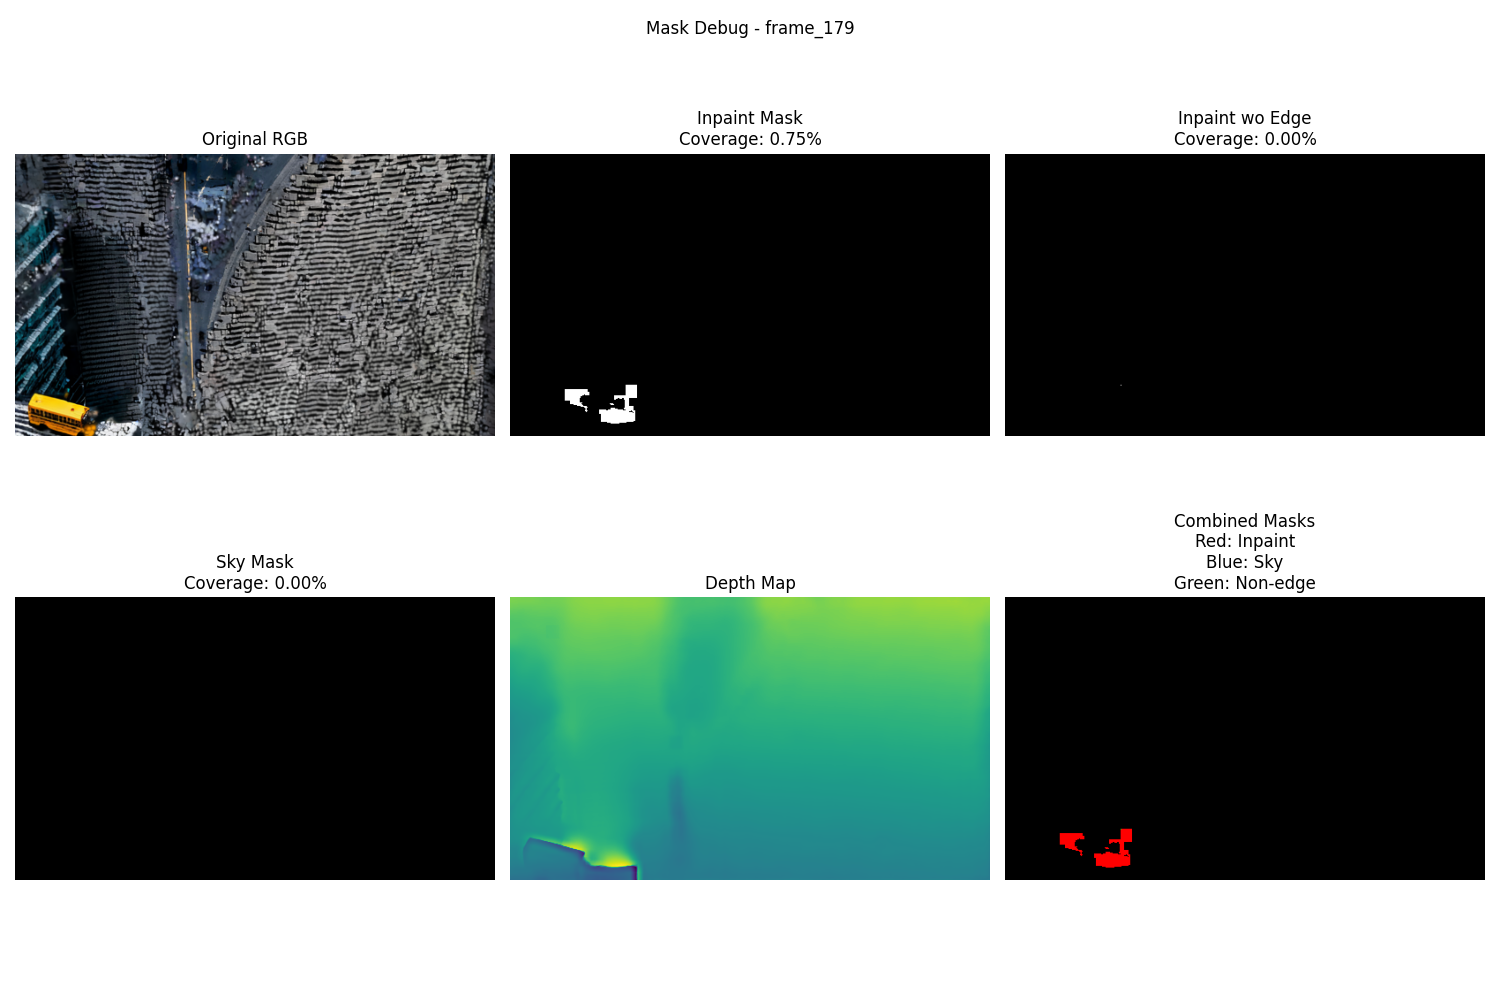 Mask Debug - frame_179
Original RGB
Inpaint Mask
Coverage: 0.75%
Inpaint wo Edge
Coverage: 0.00%
Sky Mask
Coverage: 0.00%
Depth Map
Combined Masks
Red: Inpaint
Blue: Sky
Green: Non-edge